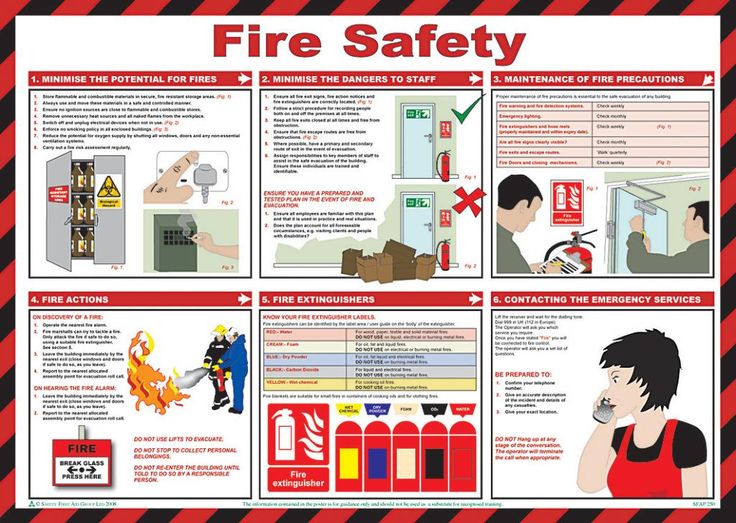 Fire Safety
1. MINIMISE THE POTENTIAL FOR FIRES
1. Store flammable and combustible materials in secure, fire resistant storage areas. (Fig. 1)
2. Always use and move these materials in a safe and controlled manner.
3. Ensure no ignition sources are close to flammable and combustible stores.
4. Remove unnecessary heat sources and all naked flames from the workplace.
5. Switch off and unplug electrical devices when not in use. (Fig. 2)
6. Enforce no smoking policy in all enclosed buildings. (Fig. 3)
7. Reduce the potential for oxygen supply by shutting all windows, doors and any non-essential
ventilation systems.
8. Carry out a fire risk assessment regularly.
FIRE
RESISTANT
STORAGE
AREA
Biological
Hazard
Fig. 1
Fig. 2
Fig. 3
2. MINIMISE THE DANGERS TO STAFF
1. Ensure all fire exit signs, fire action notices and
fire extinguishers are correctly located. (Fig. 1)
2. Follow a strict procedure for recording people
both on and off the premises at all times.
3. Keep all fire exits closed at all times and free from
obstruction.
4. Ensure that fire escape routes are free from
obstructions. (Fig. 2)
5. Where possible, have a primary and secondary
route of exit in the event of evacuation.
6. Assign responsibilities to key members of staff to
assist in the safe evacuation of the building.
Ensure these individuals are trained and
identifiable.
Fig. 1
ENSURE YOU HAVE A PREPARED AND
TESTED PLAN IN THE EVENT OF FIRE AND
EVACUATION.
1. Ensure all employees are familiar with this plan
and that it is used in practice and real situations.
2. Does the plan account for all foreseeable
circumstances, e.g. visiting clients and people
with disabilities?
Fig. 2
3. MAINTENANCE OF FIRE PRECAUTIONS
Proper maintenance of fire precautions is essential to the safe evacuation of any building.
Fire warning and fire detection systems. Check weekly
Emergency lighting. Check monthly
Fire extinguishers and hose reels Check weekly (Fig. 1)
(properly maintained and within expiry date).
Are all fire signs clearly visible? Check monthly
Fire exits and escape routes. Walk quarterly
Fire Doors and closing mechanisms. Check weekly (Fig. 2)
Fig. 1
Fig. 2
Fire
extinguisher
4. FIRE ACTIONS
ON DISCOVERY OF A FIRE:
1. Operate the nearest fire alarm.
2. Fire marshalls can try to tackle a fire.
Only attack the fire if safe to do so,
using a suitable fire extinguisher.
See section 5.
3. Leave the building immediately by the
nearest exit (close windows and doors
if safe to do so, as you leave).
4. Report to the nearest allocated
assembly point for evacuation roll call.
ON HEARING THE FIRE ALARM:
1. Leave the building immediately by the
nearest exit (close windows and doors
if safe to do so, as you leave).
2. Report to the nearest allocated
assembly point for evacuation roll call.
FIRE
BREAK GLASS
PRESS HERE
DO NOT USE LIFTS TO EVACUATE.
DO NOT STOP TO COLLECT PERSONAL
BELONGINGS.
DO NOT RE-ENTER THE BUILDING UNTIL
TOLD TO DO SO BY A RESPONSIBLE
PERSON.
5. FIRE EXTINGUISHERS
KNOW YOUR FIRE EXTINGUISHER LABELS.
Fire extinguishers can be identified by the label area / user guide on the 'body' of the extinguisher.
RED:- Water For wood, paper, textile and solid material fires
DO NOT USE on liquid, electrical or burning metal fires.
CREAM:- Foam For oil, fat and liquid fires.
DO NOT USE on electrical or burning metal fires.
BLUE:- Dry Powder For oil, fat liquid and electrical fires.
DO NOT USE on burning metal fires.
BLACK:- Carbon Dioxide For liquid and electrical fires.
DO NOT USE on burning metal fires.
YELLOW:- Wet chemical For cooking oil fires.
DO NOT USE on burning metal fires.
Fire blankets are suitable for small fires in containers of cooking oils and for clothing fires.
Fire
extinguisher
WET
CHEMICAL
DRY
POWDER
FOAM
CO₂
WATER
6. CONTACTING THE EMERGENCY SERVICES
Lift the receiver and wait for the dialling tone.
Dial 999 in UK (112 in Europe)
The Operator will ask you which
service you require.
Once you have stated "Fire" you will
be connected to fire control.
The operator will ask you a set list of
questions.
BE PREPARED TO:
1. Confirm your telephone
number.
2. Give an accurate description
of the incident and details of
any casualties.
3. Give your exact location.
DO NOT Hang up at any
stage of the conversation.
The operator will terminate
the call when appropriate.
© SAFETY FIRST AID GROUP LTD 2008
The information contained in the poster is for guidance only and should not be used as a substitute for recognised training.
SFAP 250